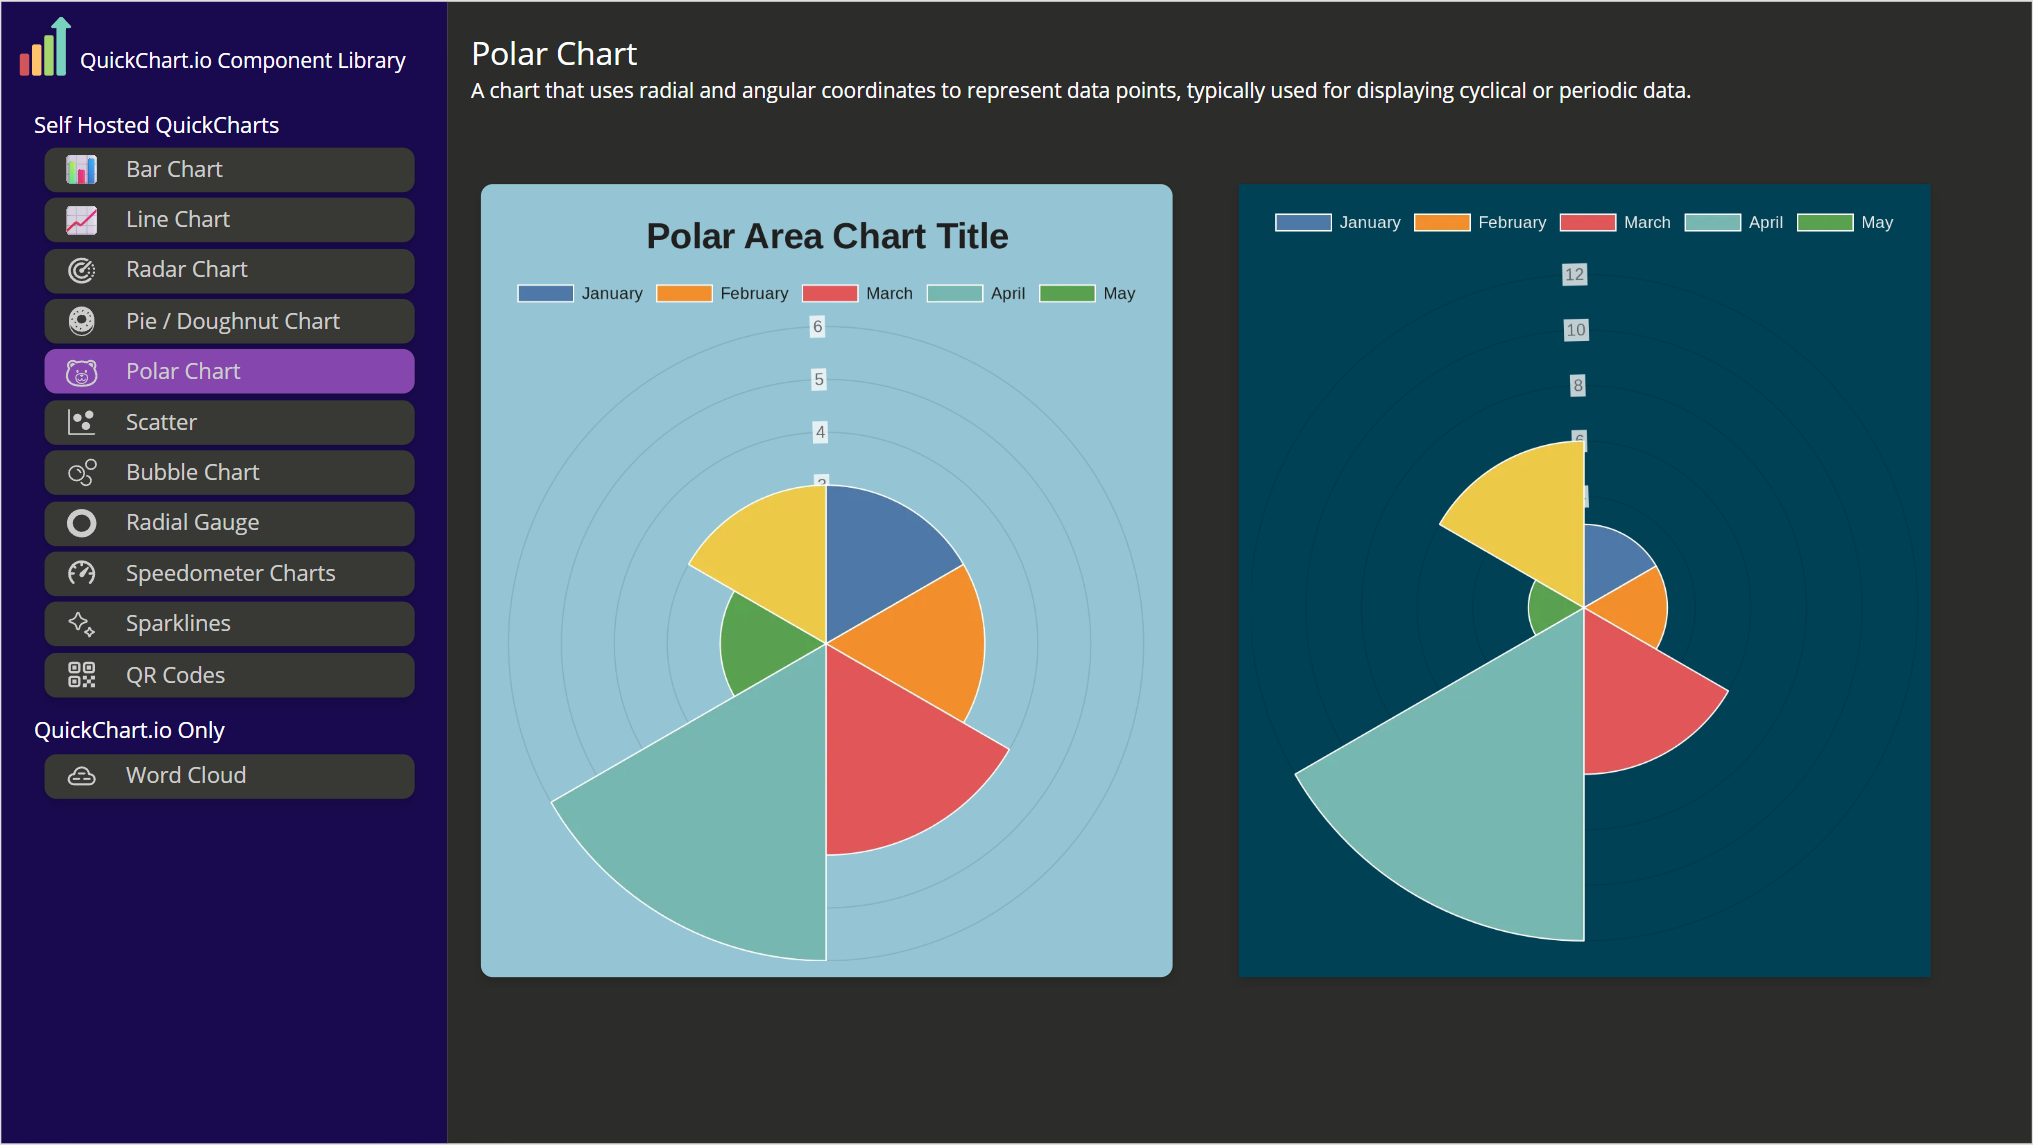 QuickChart.io Component Library
Self Hosted QuickCharts
Bar Chart
Line Chart
Radar Chart
Pie / Doughnut Chart
Polar Chart
Scatter
Bubble Chart
Radial Gauge
Speedometer Charts
Sparklines
QR Codes
QuickChart.io Only
Word Cloud
Polar Chart
A chart that uses radial and angular coordinates to represent data points, typically used for displaying cyclical or periodic data.
Polar Area Chart Title
January February March April May
6
5
4
January February March April May
12
10
8
6